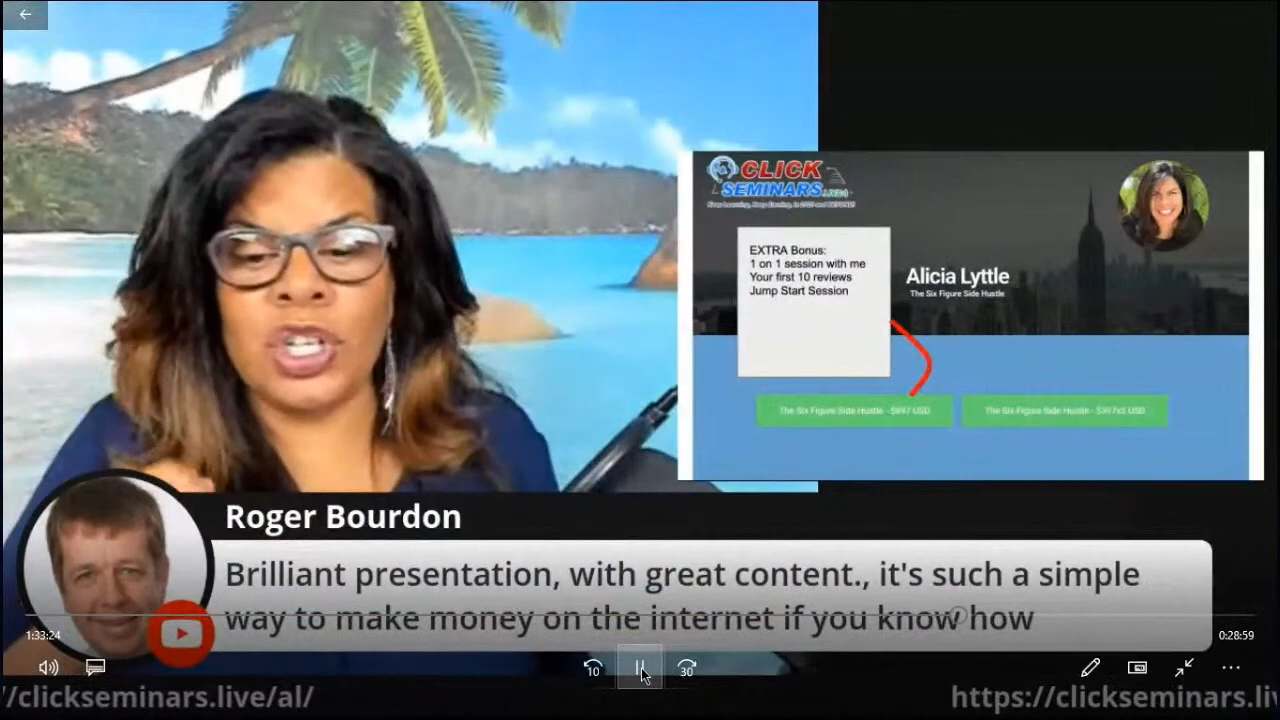 CLICK
SEMINARS
EXTRA Bonus:
1 on 1 session with me
Your first 10 reviews
Jump Start Session
Alicia Lyttle
The Six Figure Side Hustle
The Six Figure Side Hustle - $997 USD
The Six Figure Side Hustle - $397x3 USD
Roger Bourdon
Brilliant presentation, with great content., it's such a simple
way to make money on the internet if you know how
1:33:24
0:28:59
10
30
//clickseminars.live/al/
https://clickseminars.li